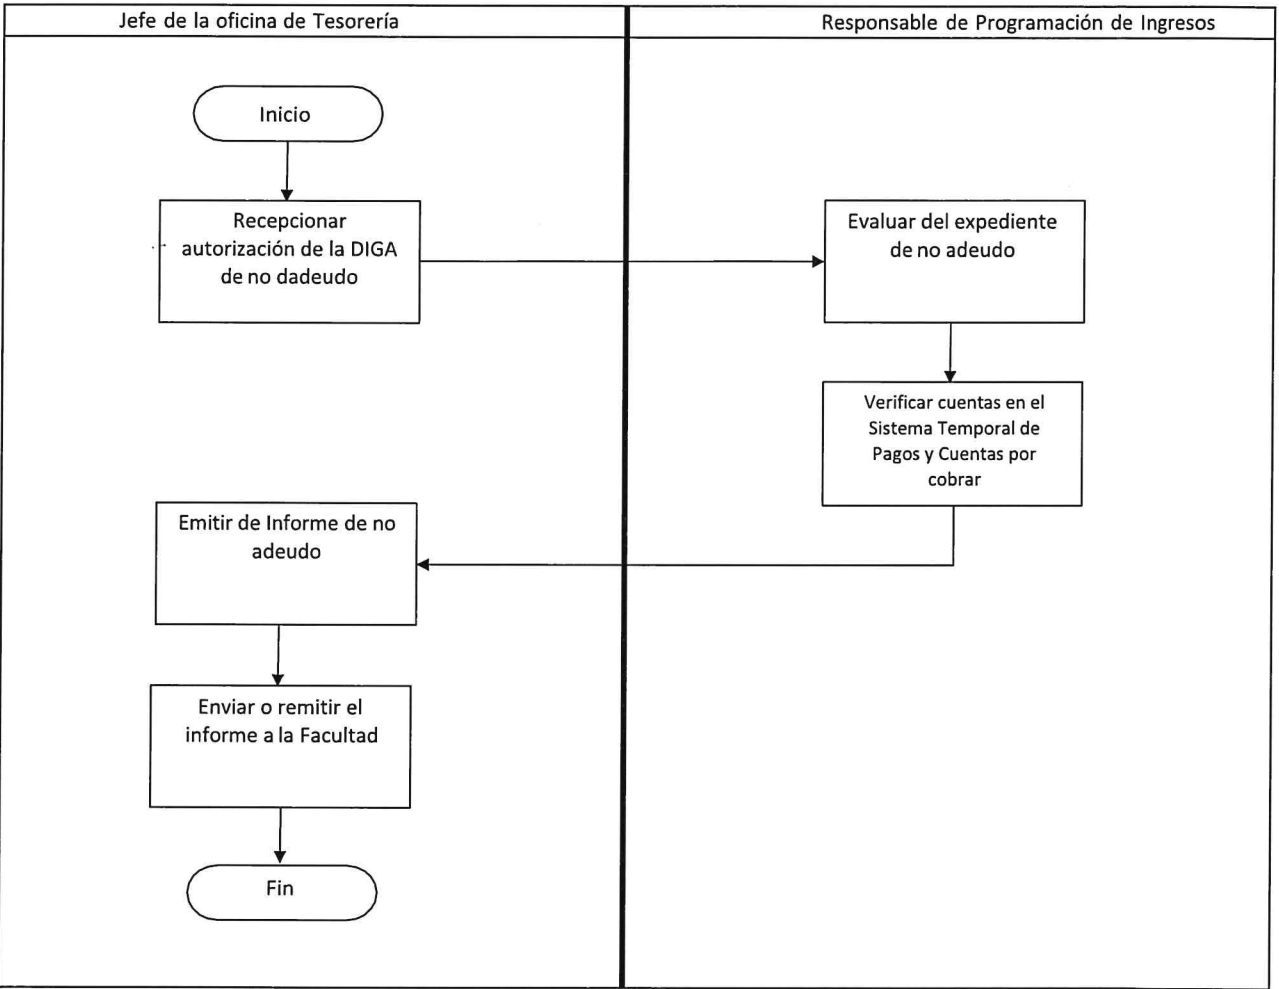 Jefe de la oficina de Tesorería
Responsable de Programación de Ingresos
Inicio
Recepcionar
autorización de la DIGA
de no dadeudo
Evaluar del expediente
de no adeudo
Verificar cuentas en el
Sistema Temporal de
Pagos y Cuentas por
cobrar
Emitir de Informe de no
adeudo
Enviar o remitir el
informe a la Facultad
Fin